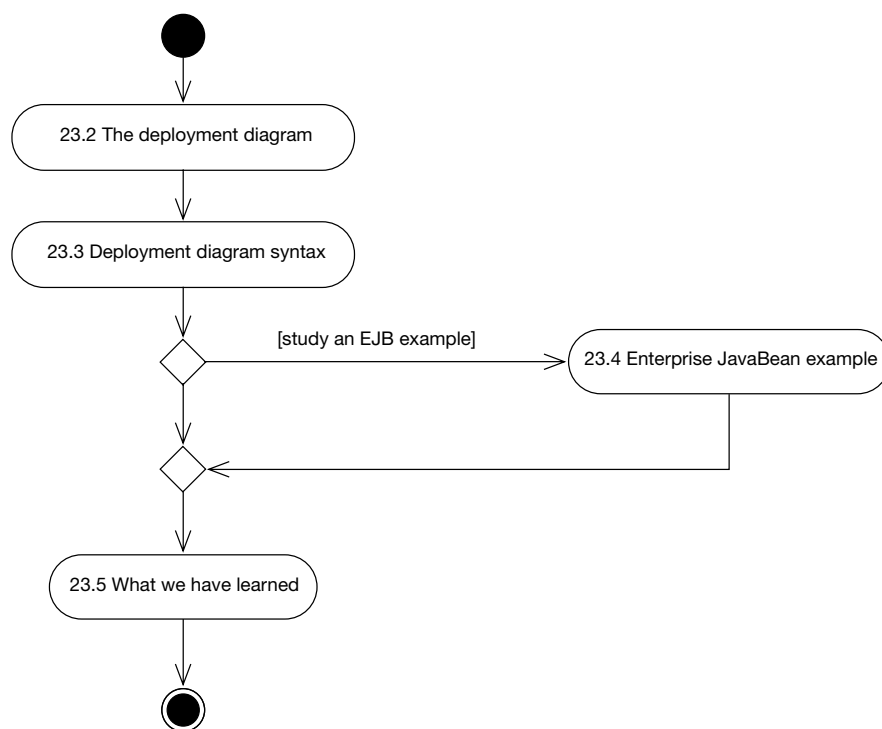 23.2 The deployment diagram
23.3 Deployment diagram syntax
[study an EJB example]
23.4 Enterprise JavaBean example
23.5 What we have learned